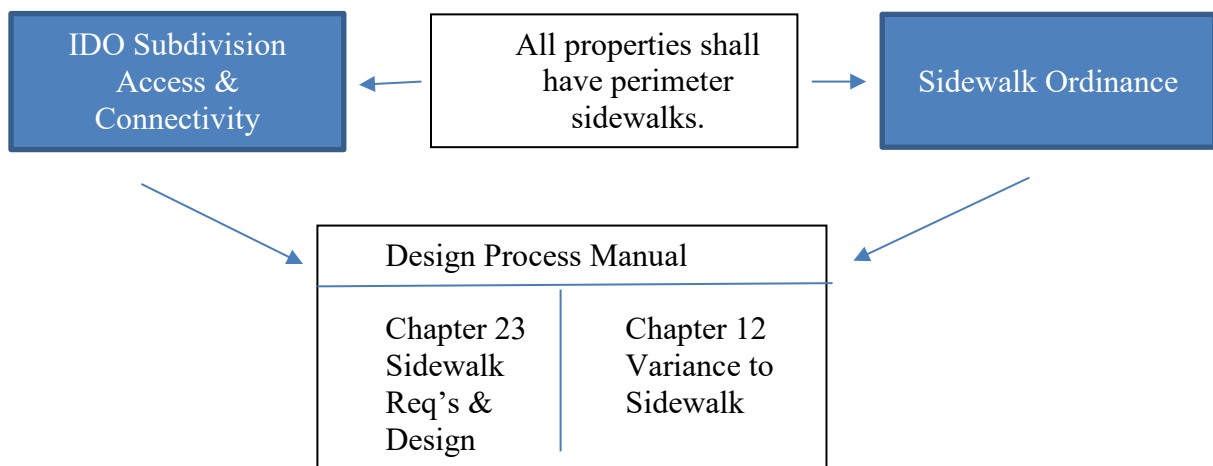 IDO Subdivision
Access &
Connectivity
All properties shall
have perimeter
sidewalks.
Sidewalk Ordinance
Design Process Manual
Chapter 23
Sidewalk
Req’s &
Design
Chapter 12
Variance to
Sidewalk